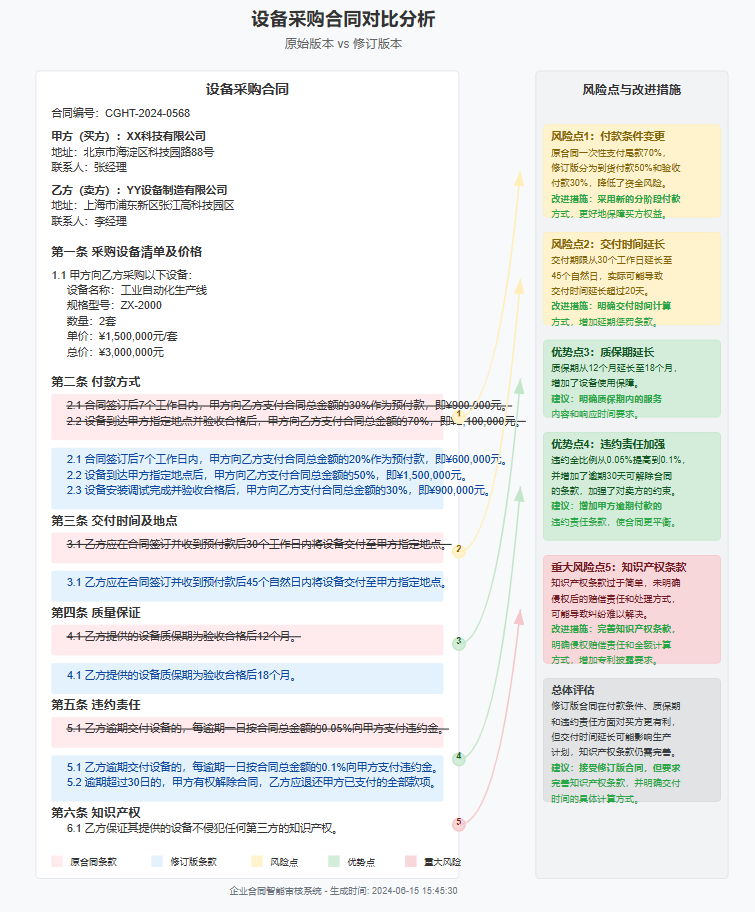 设备采购合同对比分析
原始版本 vs 修订版本
设备采购合同
合同编号：CGHT-2024-0568
甲方（买方）：XX科技有限公司
地址：北京市海淀区科技园路88号
联系人：张经理
乙方（卖方）：YY设备制造有限公司
地址：上海市浦东新区张江高科技园区
联系人：李经理
第一条 采购设备清单及价格
1.1 甲方向乙方采购以下设备：
设备名称：工业自动化生产线
规格型号：ZX-2000
数量：2套
单价：¥1,500,000元/套
总价：¥3,000,000元
第二条 付款方式
2.1 合同签订后7个工作日内，甲方向乙方支付合同总金额的30%作为预付款，即¥900,000元。
2.2 设备到达甲方指定地点并验收合格后，甲方向乙方支付合同总金额的70%，即¥2,100,000元。
1
2.1 合同签订后7个工作日内，甲方向乙方支付合同总金额的20%作为预付款，即¥600,000元。
2.2 设备到达甲方指定地点后，甲方向乙方支付合同总金额的50%，即¥1,500,000元。
2.3 设备安装调试完成并验收合格后，甲方向乙方支付合同总金额的30%，即¥900,000元。
第三条 交付时间及地点
3.1 乙方应在合同签订并收到预付款后30个工作日内将设备交付至甲方指定地点。
2
3.1 乙方应在合同签订并收到预付款后45个自然日内将设备交付至甲方指定地点。
第四条 质量保证
4.1 乙方提供的设备质保期为验收合格后12个月。
3
4.1 乙方提供的设备质保期为验收合格后18个月。
第五条 违约责任
5.1 乙方逾期交付设备的，每逾期一日按合同总金额的0.05%向甲方支付违约金。
4
5.1 乙方逾期交付设备的，每逾期一日按合同总金额的0.1%向甲方支付违约金。
5.2 逾期超过30日的，甲方有权解除合同，乙方应退还甲方已支付的全部款项。
第六条 知识产权
6.1 乙方保证其提供的设备不侵犯任何第三方的知识产权。
5
原合同条款
修订版条款
风险点
优势点
重大风险
风险点与改进措施
风险点1：付款条件变更
原合同一次性支付尾款70%，
修订版分为到货付款50%和验收
付款30%，降低了资金风险。
改进措施：采用新的分阶段付款
方式，更好地保障买方权益。
风险点2：交付时间延长
交付期限从30个工作日延长至
45个自然日，实际可能导致
交付时间延长超过20天。
改进措施：明确交付时间计算
方式，增加延期惩罚条款。
优势点3：质保期延长
质保期从12个月延长至18个月，
增加了设备使用保障。
建议：明确质保期内的服务
内容和响应时间要求。
优势点4：违约责任加强
违约金比例从0.05%提高到0.1%，
并增加了逾期30天可解除合同
的条款，加强了对卖方的约束。
建议：增加甲方逾期付款的
违约责任条款，使合同更平衡。
重大风险点5：知识产权条款
知识产权条款过于简单，未明确
侵权后的赔偿责任和处理方式，
可能导致纠纷难以解决。
改进措施：完善知识产权条款，
明确侵权赔偿责任和金额计算
方式，增加专利披露要求。
总体评估
修订版合同在付款条件、质保期
和违约责任方面对买方更有利，
但交付时间延长可能影响生产
计划，知识产权条款仍需完善。
建议：接受修订版合同，但要求
完善知识产权条款，并明确交付
时间的具体计算方式。
企业合同智能审核系统 - 生成时间: 2024-06-15 15:45:30